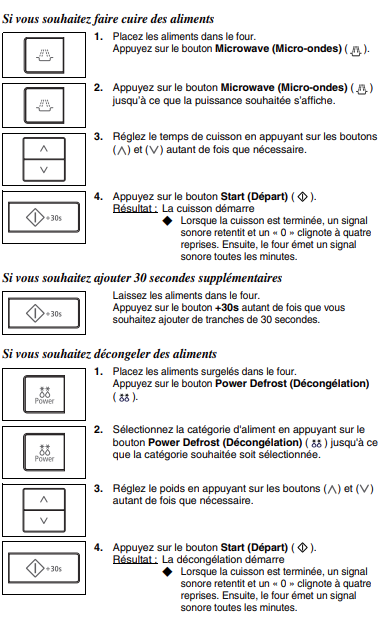 Si vous souhaitez faire cuire des aliments
1. Placez les aliments dans le four.
Appuyez sur le bouton Microwave (Micro-ondes) ( ).
2. Appuyez sur le bouton Microwave (Micro-ondes) ( )
jusqu'à ce que la puissance souhaitée s'affiche.
3. Réglez le temps de cuisson en appuyant sur les boutons
(∧) et (∨) autant de fois que nécessaire.
4. Appuyez sur le bouton Start (Départ) ( ).
+30s
Résultat : La cuisson démarre
◆ Lorsque la cuisson est terminée, un signal
sonore retentit et un « 0 » clignote à quatre
reprises. Ensuite, le four émet un signal
sonore toutes les minutes.
Si vous souhaitez ajouter 30 secondes supplémentaires
Laissez les aliments dans le four.
+30s
Appuyez sur le bouton +30s autant de fois que vous
souhaitez ajouter de tranches de 30 secondes.
Si vous souhaitez décongeler des aliments
1. Placez les aliments surgelés dans le four.
Appuyez sur le bouton Power Defrost (Décongélation)
( ).
Power
2. Sélectionnez la catégorie d'aliment en appuyant sur le
bouton Power Defrost (Décongélation) ( ) jusqu'à ce
que la catégorie souhaitée soit sélectionnée.
Power
3. Réglez le poids en appuyant sur les boutons (∧) et (∨)
autant de fois que nécessaire.
4. Appuyez sur le bouton Start (Départ) ( ).
+30s
Résultat : La décongélation démarre
◆ Lorsque la cuisson est terminée, un signal
sonore retentit et un « 0 » clignote à quatre
reprises. Ensuite, le four émet un signal
sonore toutes les minutes.